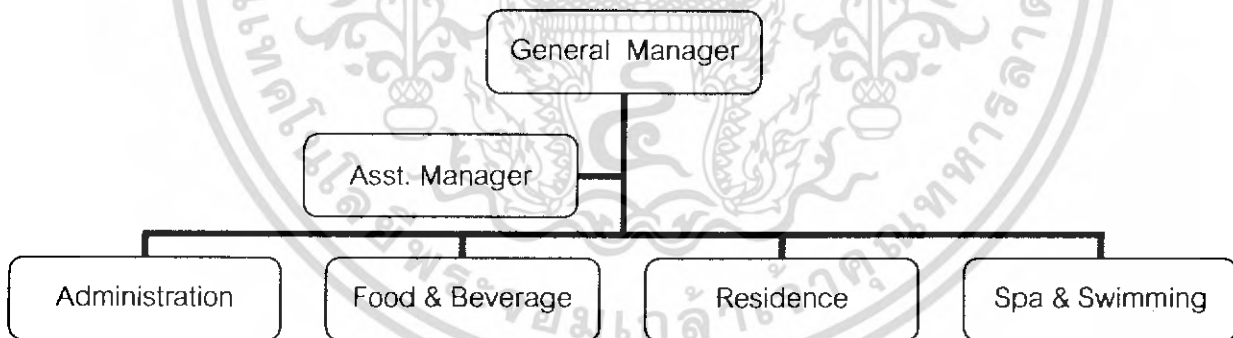 General Manager
Asst. Manager
Administration
Food & Beverage
Residence
Spa & Swimming